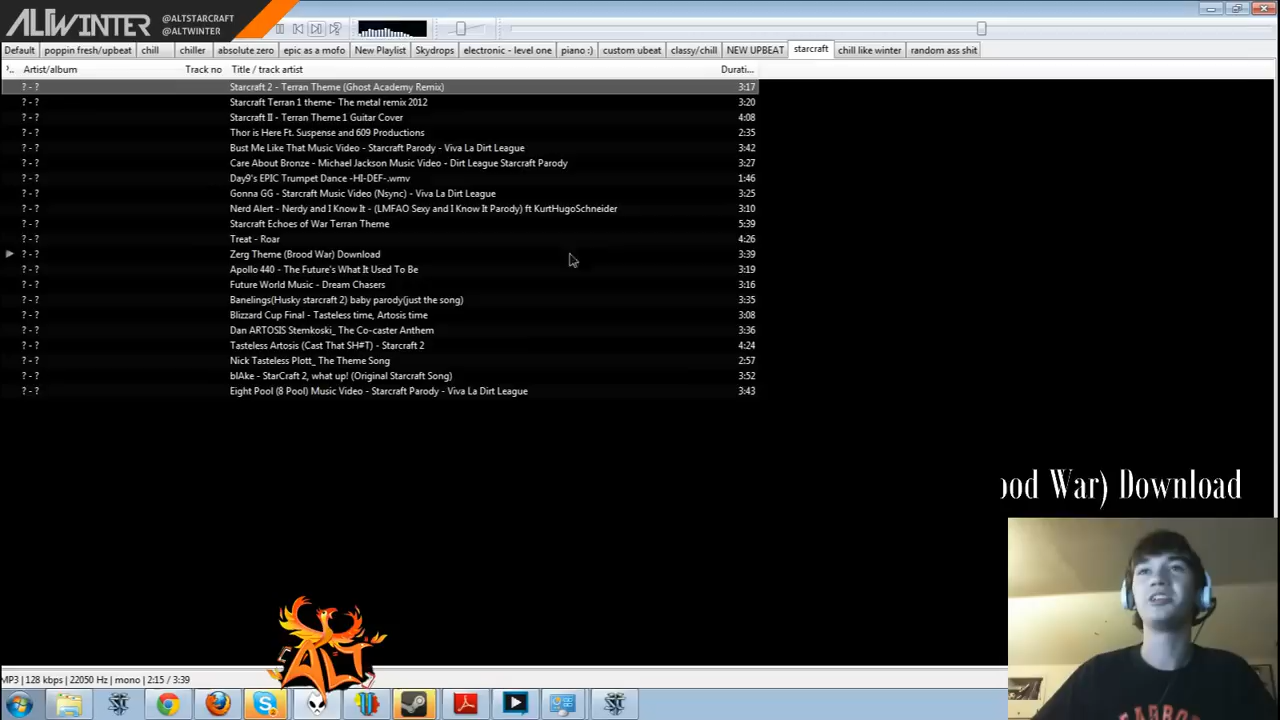 ALTWINTER @ALTSTARCRAFT
@ALTWINTER
Default poppin fresh/upbeat chill chiller absolute zero epic as a mofo New Playlist Skydrops electronic - level one piano :) custom ubeat classy/chill NEW UPBEAT starcraft chill like winter random ass shit
?.. Artist/album Track no Title / track artist Durati...
? - ? Starcraft 2 - Terran Theme (Ghost Academy Remix) 3:17
? - ? Starcraft Terran 1 theme- The metal remix 2012 3:20
? - ? Starcraft II - Terran Theme 1 Guitar Cover 4:08
? - ? Thor is Here Ft. Suspense and 609 Productions 2:35
? - ? Bust Me Like That Music Video - Starcraft Parody - Viva La Dirt League 3:42
? - ? Care About Bronze - Michael Jackson Music Video - Dirt League Starcraft Parody 3:27
? - ? Day9's EPIC Trumpet Dance -HI-DEF-.wmv 1:46
? - ? Gonna GG - Starcraft Music Video (Nsync) - Viva La Dirt League 3:25
? - ? Nerd Alert - Nerdy and I Know It - (LMFAO Sexy and I Know It Parody) ft KurtHugoSchneider 3:10
? - ? Starcraft Echoes of War Terran Theme 5:39
? - ? Treat - Roar 4:26
? - ? Zerg Theme (Brood War) Download 3:39
? - ? Apollo 440 - The Future's What It Used To Be 3:19
? - ? Future World Music - Dream Chasers 3:16
? - ? Banelings(Husky starcraft 2) baby parody(just the song) 3:35
? - ? Blizzard Cup Final - Tasteless time, Artosis time 3:08
? - ? Dan ARTOSIS Stemkoski_ The Co-caster Anthem 3:36
? - ? Tasteless Artosis (Cast That SH#T) - Starcraft 2 4:24
? - ? Nick Tasteless Plott_ The Theme Song 2:57
? - ? blAke - StarCraft 2, what up! (Original Starcraft Song) 3:52
? - ? Eight Pool (8 Pool) Music Video - Starcraft Parody - Viva La Dirt League 3:43
ood War) Download
ALT
MP3 | 128 kbps | 22050 Hz | mono | 2:15 / 3:39